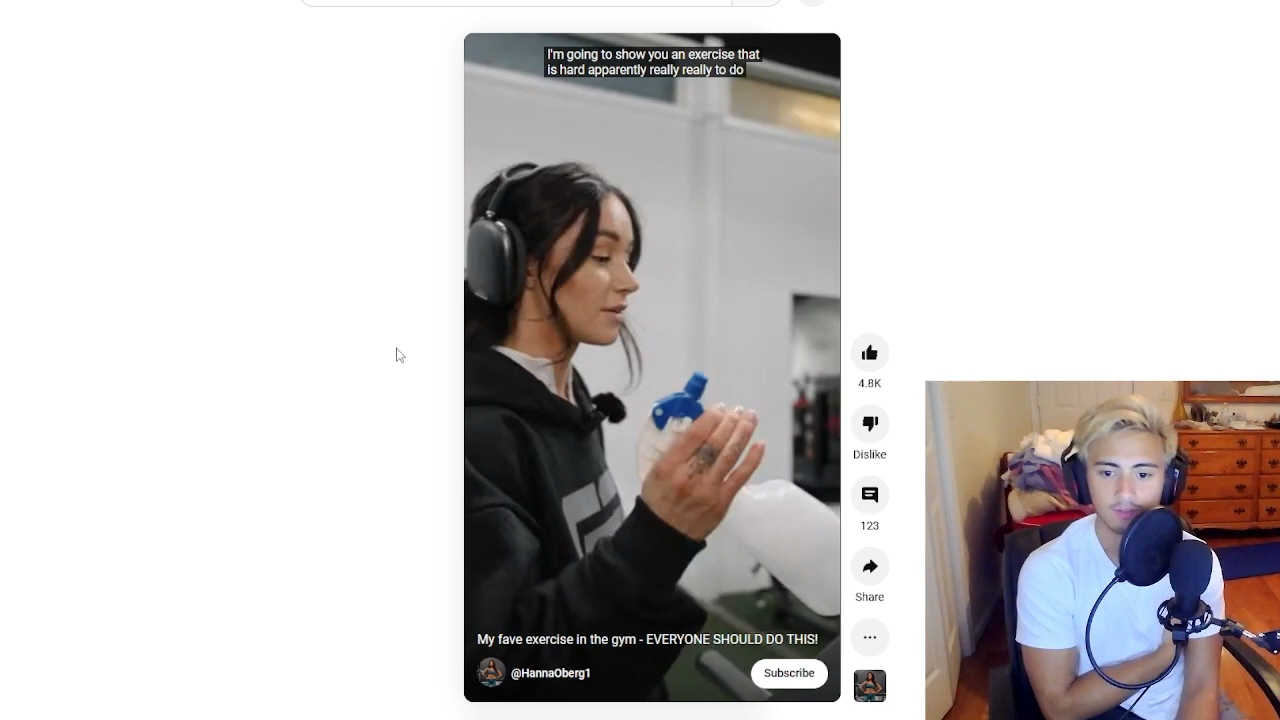 I'm going to show you an exercise that
is hard apparently really really to do
4.8K
Dislike
123
Share
My fave exercise in the gym - EVERYONE SHOULD DO THIS!
@HannaOberg1
Subscribe